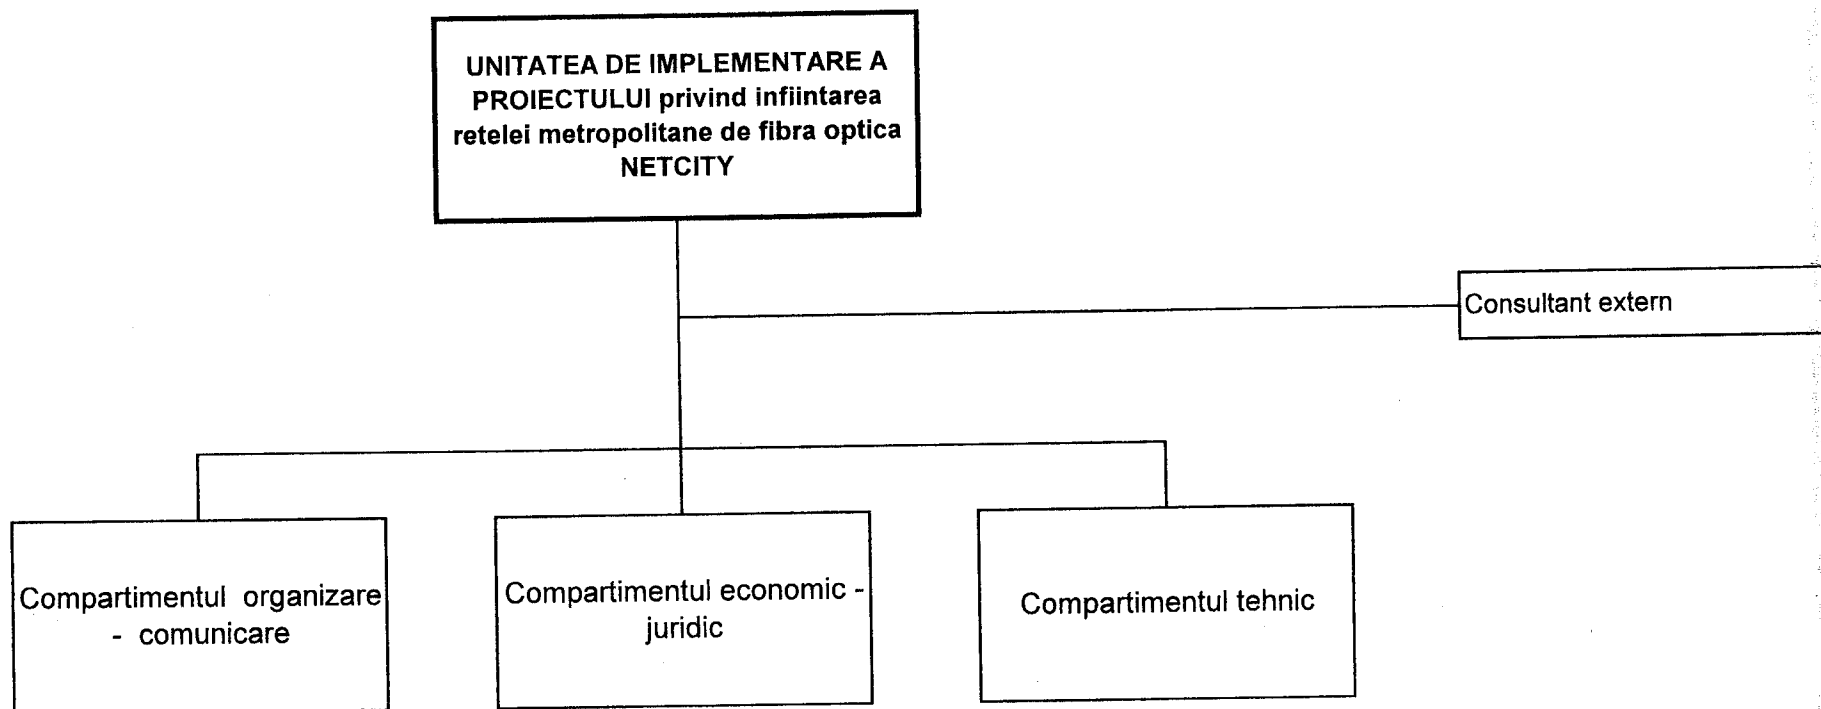 UNITATEA DE IMPLEMENTARE A
PROIECTULUI privind infiintarea
retelei metropolitane de fibra optica
NETCITY
Consultant extern
Compartimentul organizare
- comunicare
Compartimentul economic -
juridic
Compartimentul tehnic